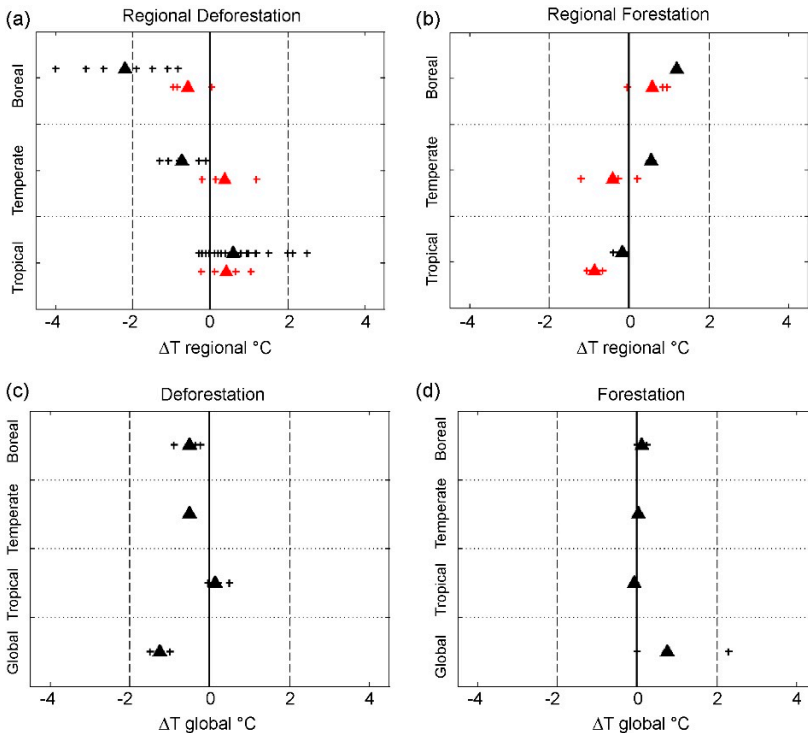 (a)
Regional Deforestation
Boreal
Temperate
Tropical
-4 -2 0 2 4
ΔT regional °C
(b)
Regional Forestation
Boreal
Temperate
Tropical
-4 -2 0 2 4
ΔT regional °C
(c)
Deforestation
Boreal
Temperate
Tropical
Global
-4 -2 0 2 4
ΔT global °C
(d)
Forestation
Boreal
Temperate
Tropical
Global
-4 -2 0 2 4
ΔT global °C